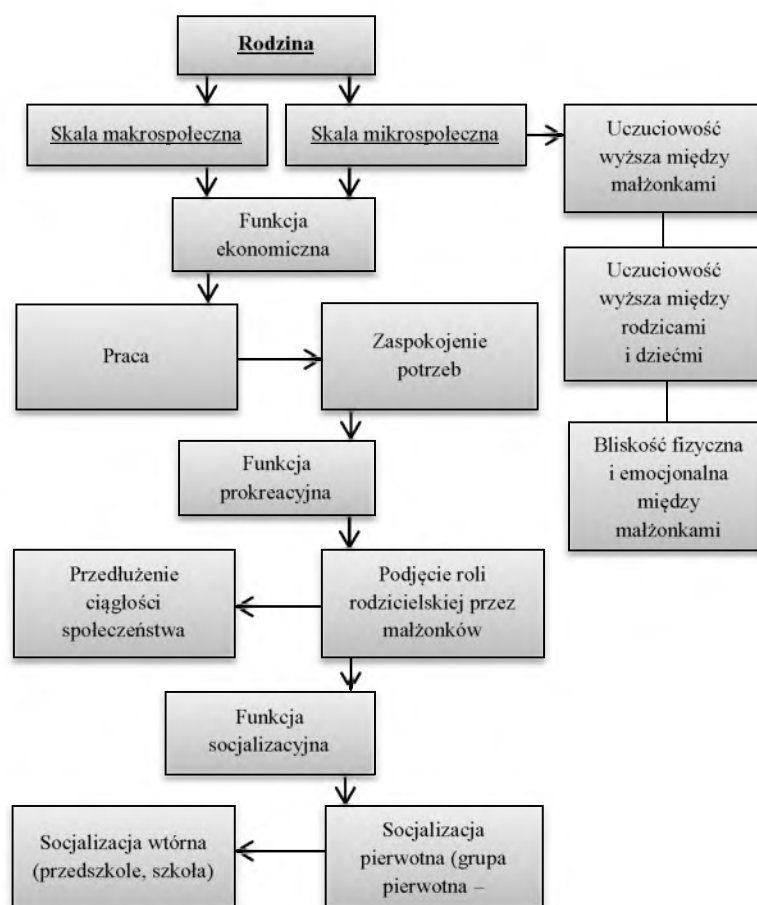 Rodzina
Skala makrospołeczna
Skala mikrospołeczna
Uczuciowość
wyższa między
małżonkami
Funkcja
ekonomiczna
Uczuciowość
wyższa między
rodzicami
i dziećmi
Praca
Zaspokojenie
potrzeb
Bliskość fizyczna
i emocjonalna
między
małżonkami
Funkcja
prokreacyjna
Przedłużenie
ciągłości
społeczeństwa
Podjęcie roli
rodzicielskiej przez
małżonków
Funkcja
socjalizacyjna
Socjalizacja wtórna
(przedszkole, szkoła)
Socjalizacja
pierwotna (grupa
pierwotna –